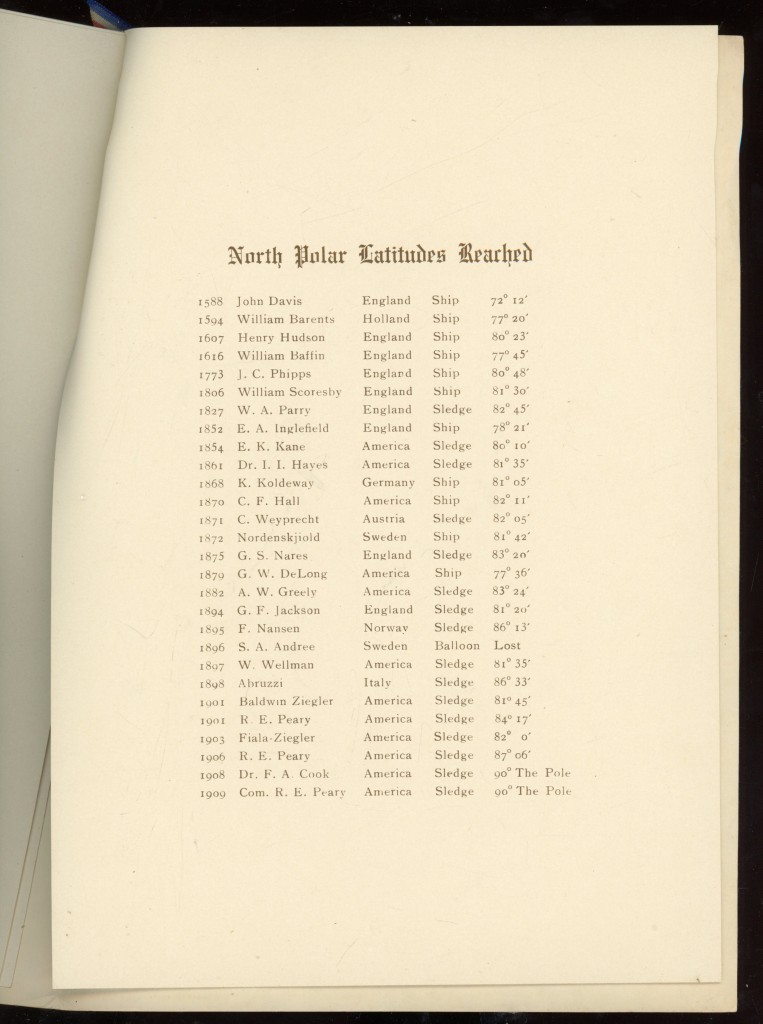 North Polar Latitudes Reached
1588 John Davis England Ship 72° 12′
1594 William Barents Holland Ship 77° 20′
1607 Henry Hudson England Ship 80° 23′
1616 William Baffin England Ship 77° 45′
1773 J. C. Phipps England Ship 80° 48′
1806 William Scoresby England Ship 81° 30′
1827 W. A. Parry England Sledge 82° 45′
1852 E. A. Inglefield England Ship 78° 21′
1854 E. K. Kane America Sledge 80° 10′
1861 Dr. I. I. Hayes America Sledge 81° 35′
1868 K. Koldeway Germany Ship 81° 05′
1870 C. F. Hall America Ship 82° 11′
1871 C. Weyprecht Austria Sledge 82° 05′
1872 Nordenskjiold Sweden Ship 81° 42′
1875 G. S. Nares England Sledge 83° 20′
1879 G. W. DeLong America Ship 77° 36′
1882 A. W. Greely America Sledge 83° 24′
1894 G. F. Jackson England Sledge 81° 20′
1895 F. Nansen Norway Sledge 86° 13′
1896 S. A. Andree Sweden Balloon Lost
1897 W. Wellman America Sledge 81° 35′
1898 Abruzzi Italy Sledge 86° 33′
1901 Baldwin Ziegler America Sledge 81° 45′
1901 R. E. Peary America Sledge 84° 17′
1903 Fiala-Ziegler America Sledge 82° 0′
1906 R. E. Peary America Sledge 87° 06′
1908 Dr. F. A. Cook America Sledge 90° The Pole
1909 Com. R. E. Peary America Sledge 90° The Pole